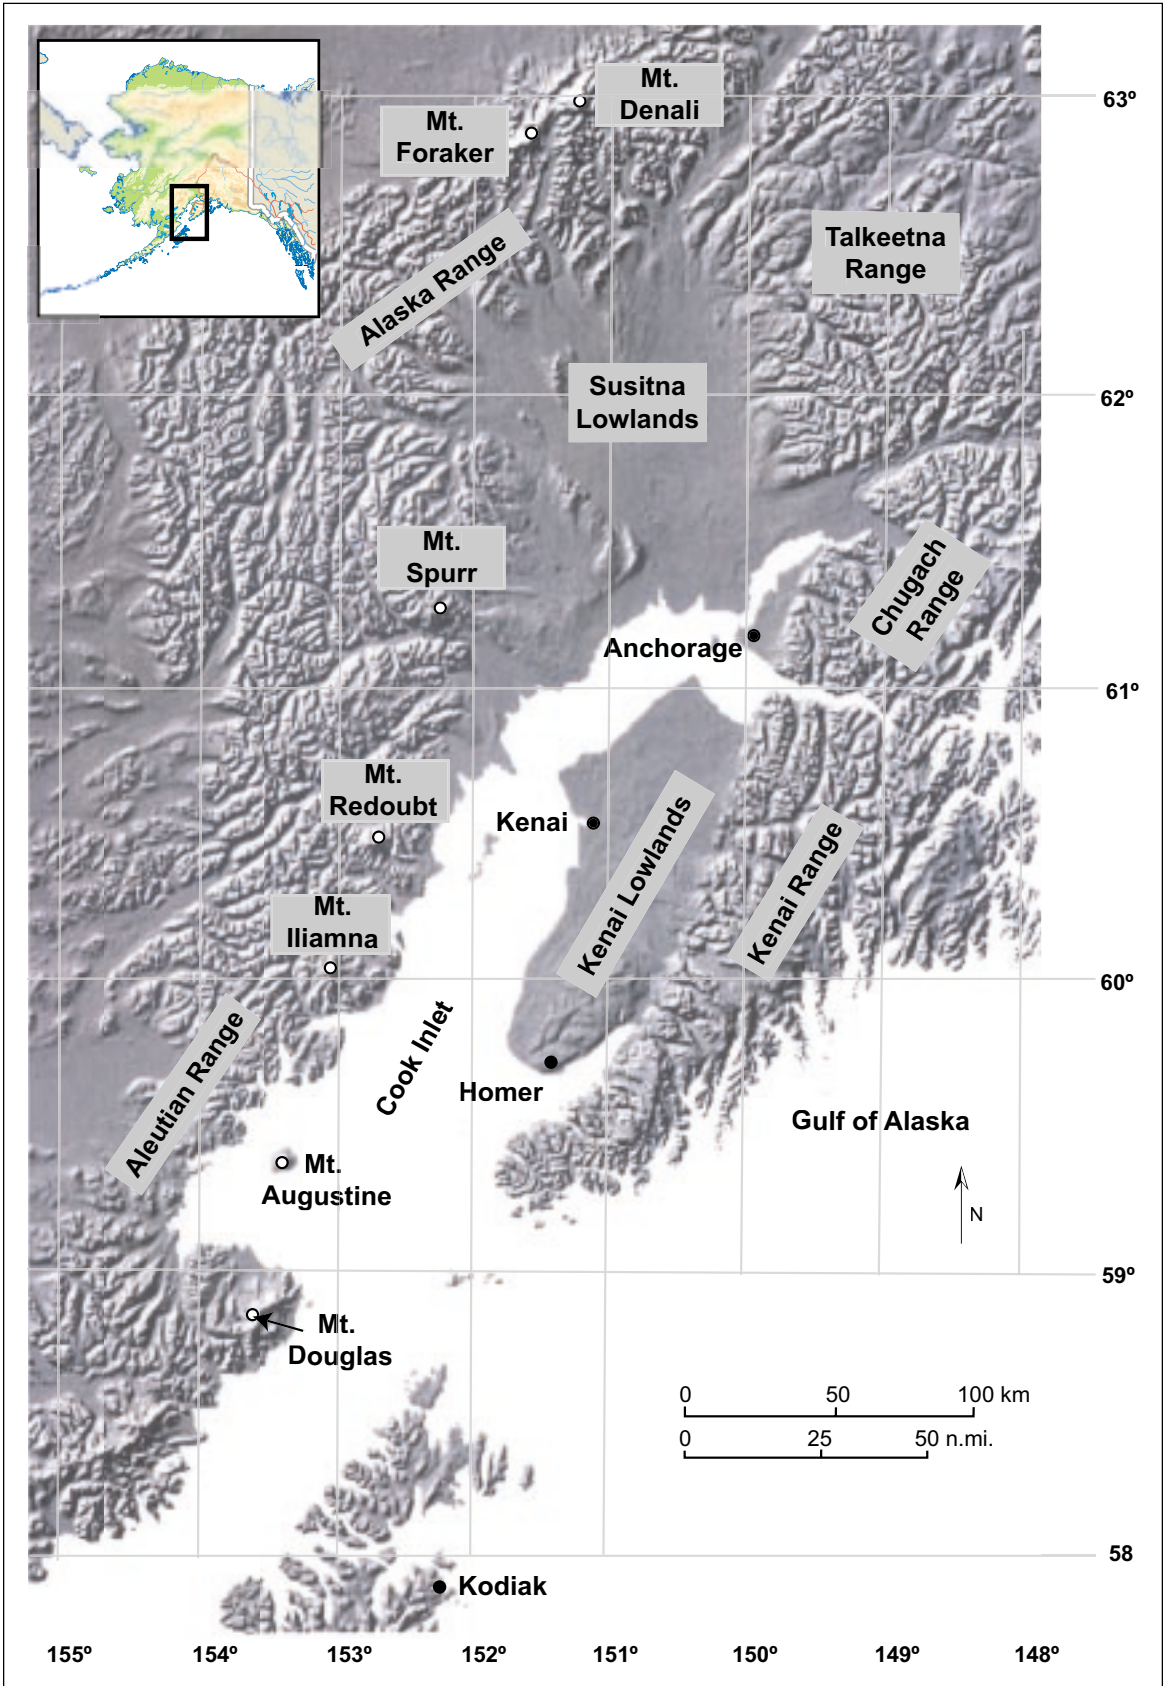 Mt.
Denali
63º
Mt.
Foraker
Talkeetna
Range
Alaska Range
Susitna
Lowlands
62º
Mt.
Spurr
Chugach
Range
Anchorage
61º
Mt.
Redoubt
Kenai
Kenai Lowlands
Kenai Range
Mt.
Iliamna
60º
Cook Inlet
Aleutian Range
Homer
Gulf of Alaska
Mt.
Augustine
N
59º
Mt.
Douglas
0 50 100 km
0 25 50 n.mi.
58
Kodiak
155º 154º 153º 152º 151º 150º 149º 148º